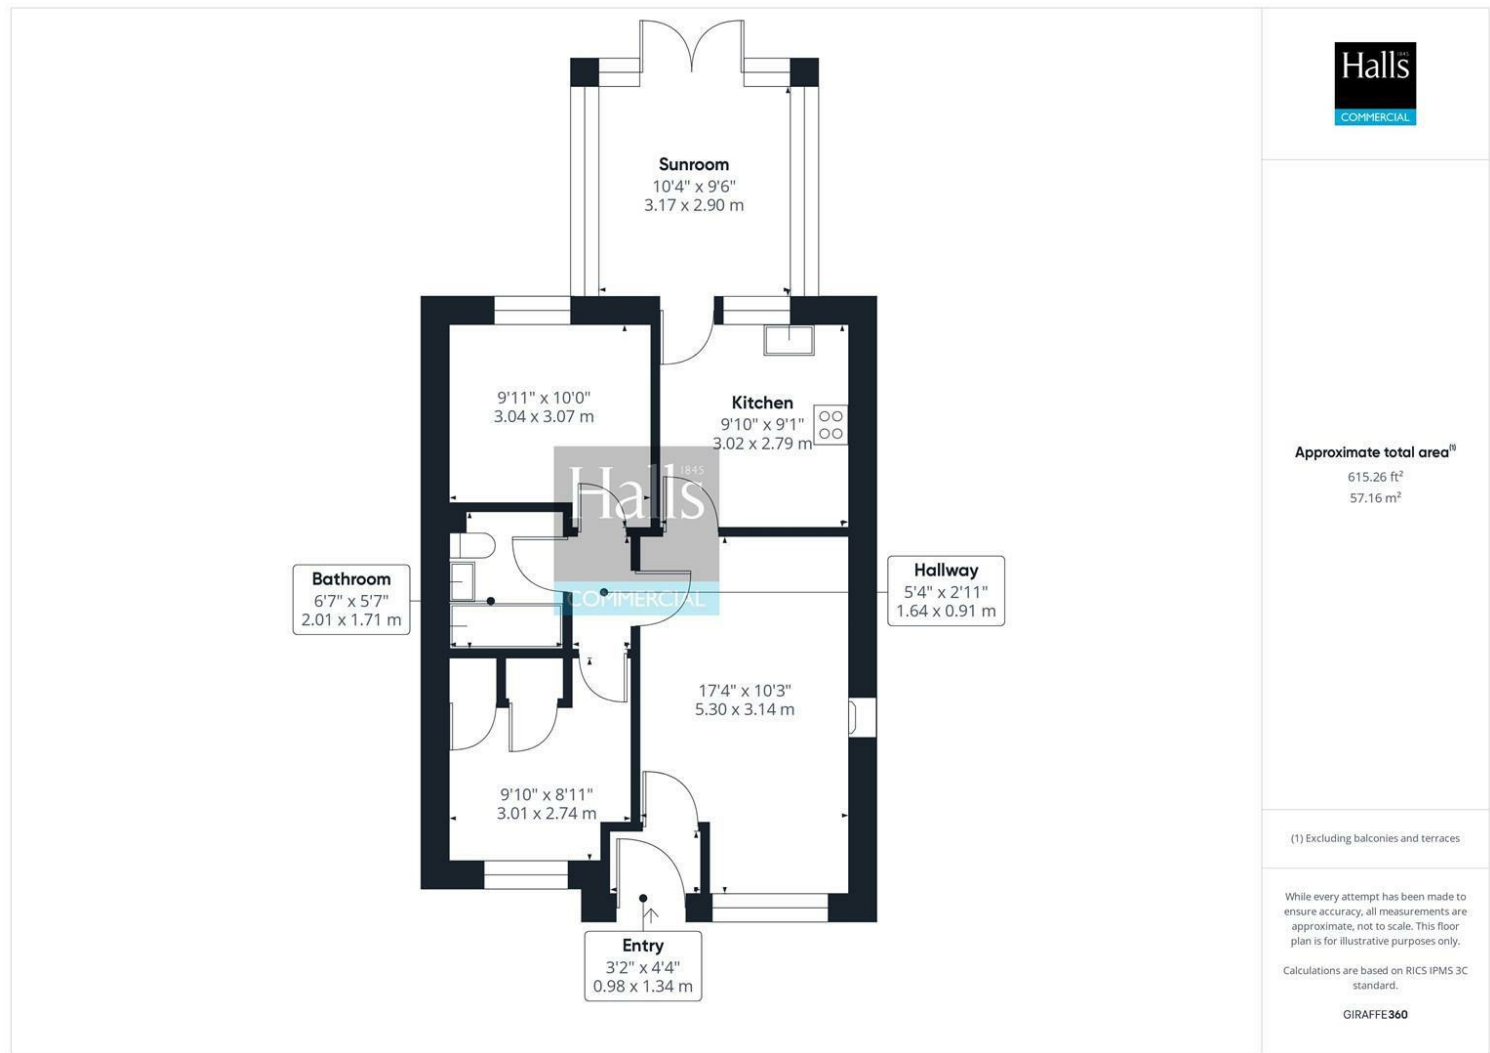 Sunroom
10'4" x 9'6"
3.17 x 2.90 m
9'11" x 10'0"
3.04 x 3.07 m
Kitchen
9'10" x 9'1"
3.02 x 2.79 m
Halls
1845
COMMERCIAL
Bathroom
6'7" x 5'7"
2.01 x 1.71 m
Hallway
5'4" x 2'11"
1.64 x 0.91 m
17'4" x 10'3"
5.30 x 3.14 m
9'10" x 8'11"
3.01 x 2.74 m
Entry
3'2" x 4'4"
0.98 x 1.34 m
Halls
1845
COMMERCIAL
Approximate total area(1)
615.26 ft²
57.16 m²
(1) Excluding balconies and terraces
While every attempt has been made to
ensure accuracy, all measurements are
approximate, not to scale. This floor
plan is for illustrative purposes only.
Calculations are based on RICS IPMS 3C
standard.
GIRAFFE360